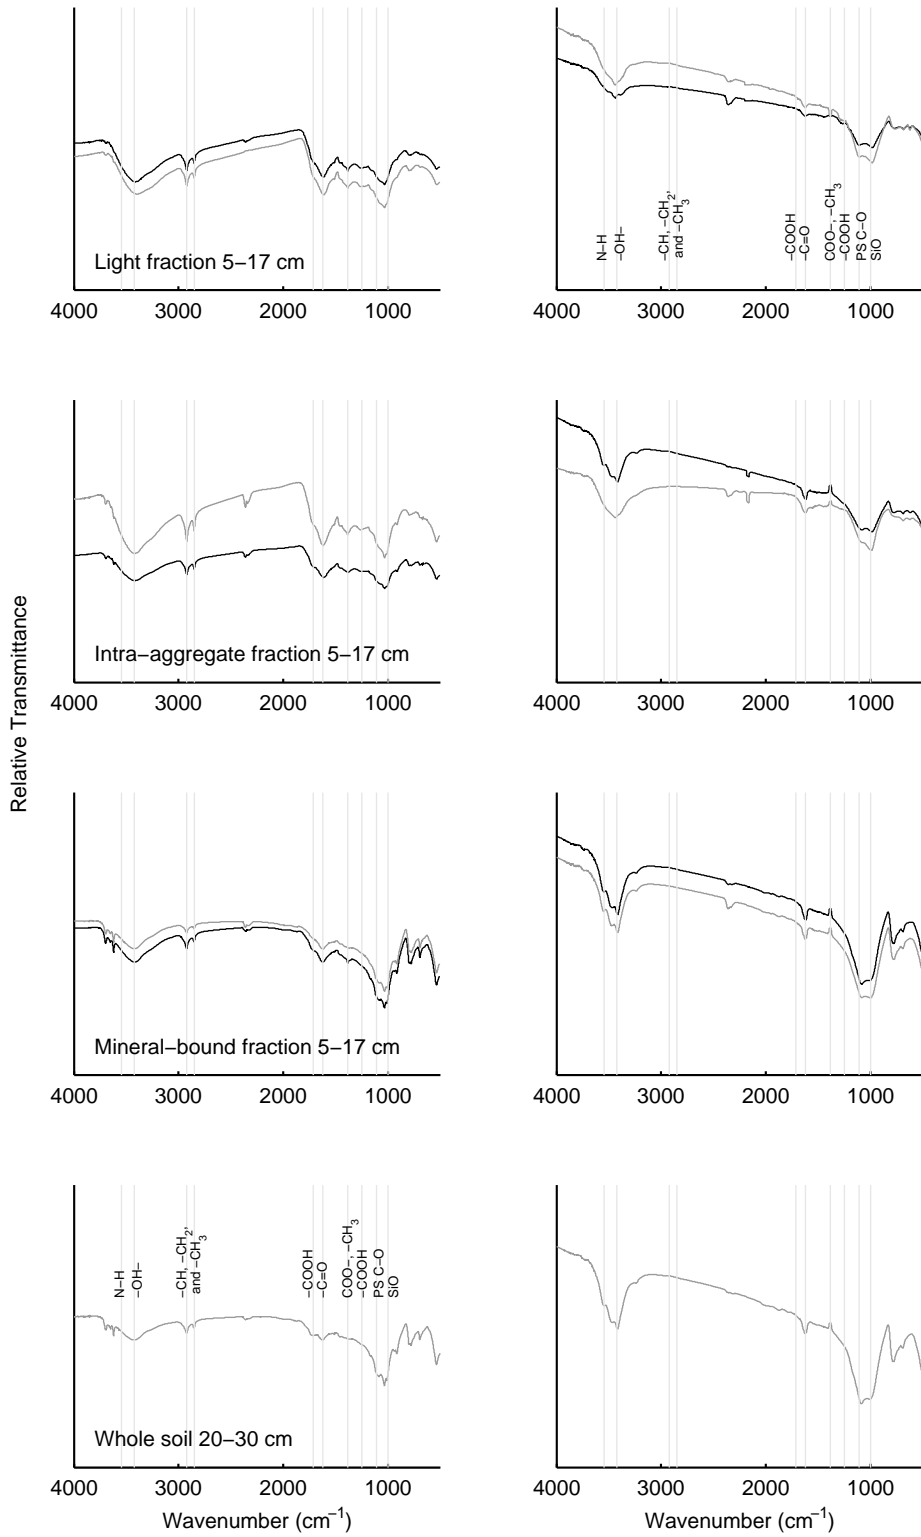 N−H
−OH−
−CH, −CH2,
and −CH3
−COOH
−C=O
COO−, −CH3
−COOH
PS C−O
SiO
Light fraction 5−17 cm
4000 3000 2000 1000
4000 3000 2000 1000
Relative Transmittance
Intra−aggregate fraction 5−17 cm
4000 3000 2000 1000
4000 3000 2000 1000
Mineral−bound fraction 5−17 cm
4000 3000 2000 1000
4000 3000 2000 1000
N−H
−OH−
−CH, −CH2,
and −CH3
−COOH
−C=O
COO−, −CH3
−COOH
PS C−O
SiO
Whole soil 20−30 cm
4000 3000 2000 1000
4000 3000 2000 1000
Wavenumber (cm−1)
Wavenumber (cm−1)